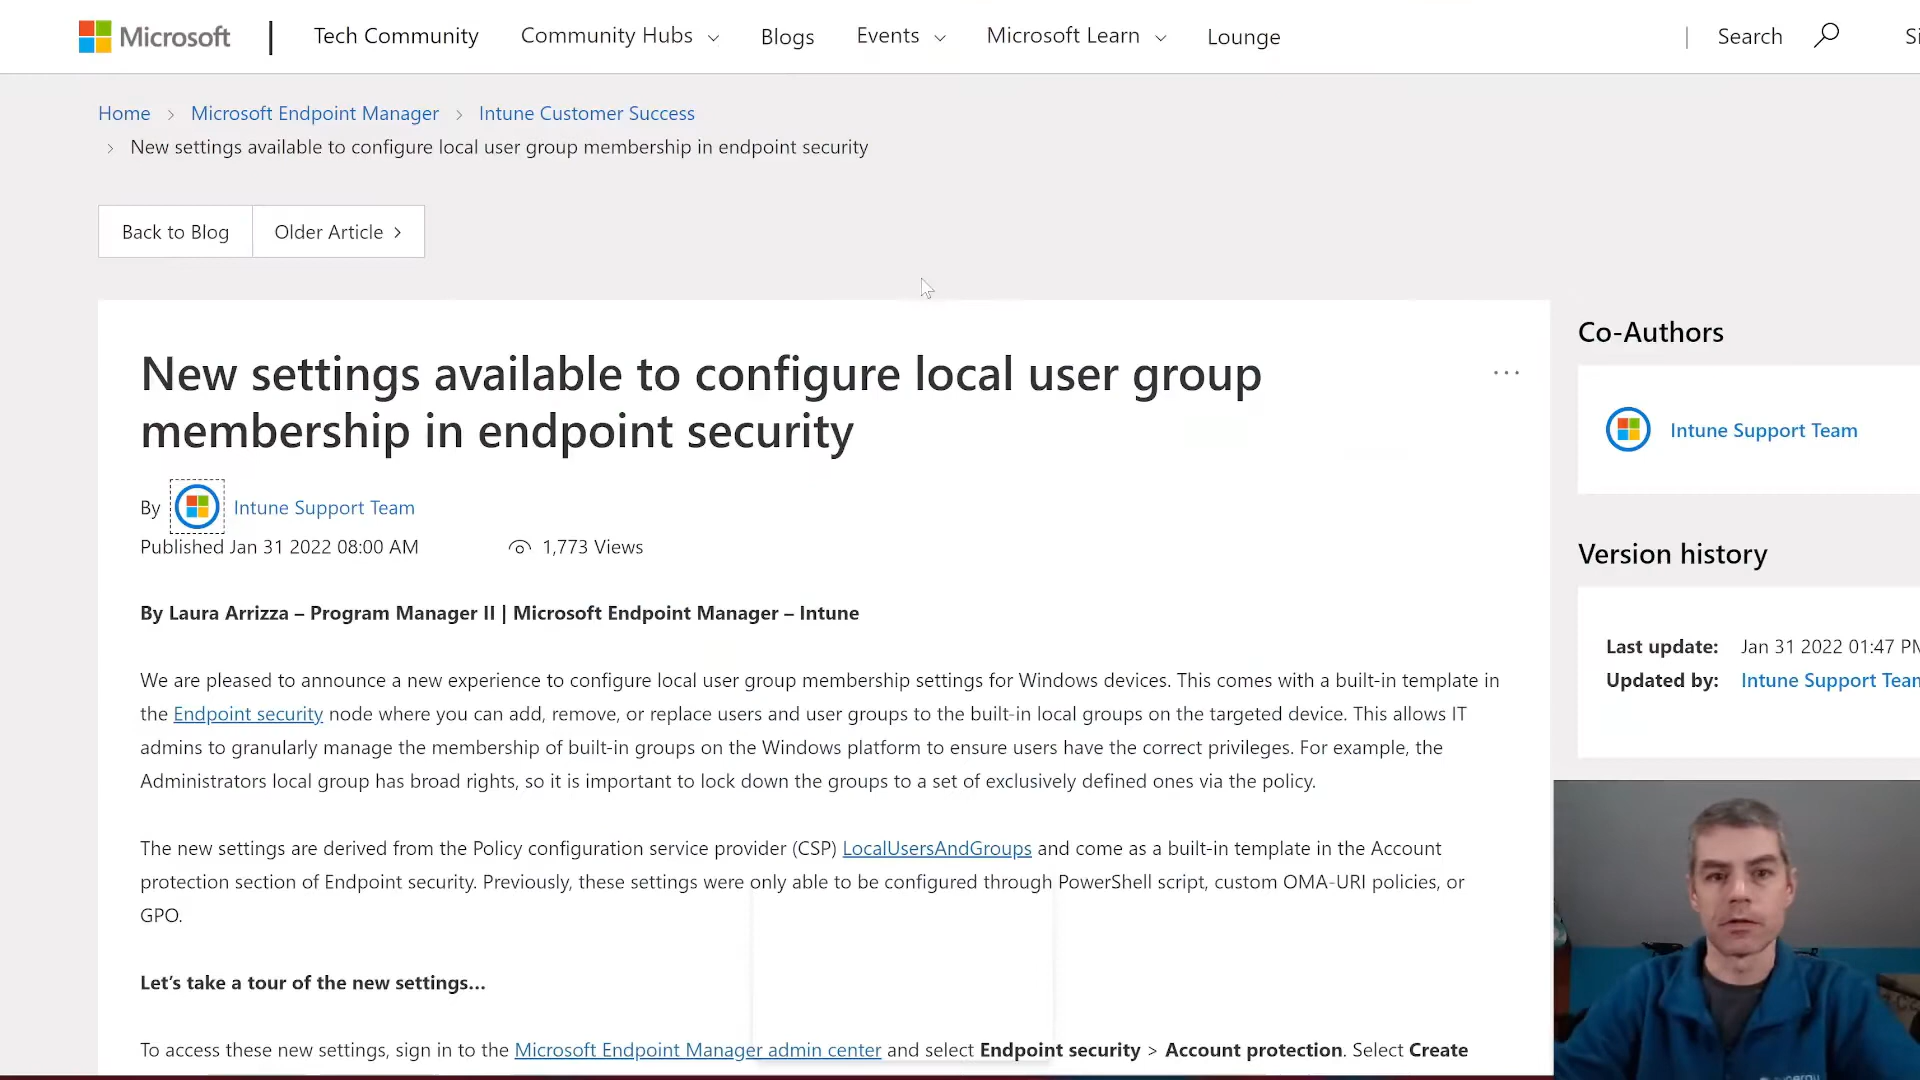 Microsoft
Tech Community
Community Hubs
Blogs
Events
Microsoft Learn
Lounge
Search
Si
Home > Microsoft Endpoint Manager > Intune Customer Success
> New settings available to configure local user group membership in endpoint security
Back to Blog
Older Article >
New settings available to configure local user group
membership in endpoint security
...
By Intune Support Team
Published Jan 31 2022 08:00 AM
1,773 Views
By Laura Arrizza – Program Manager II | Microsoft Endpoint Manager – Intune
We are pleased to announce a new experience to configure local user group membership settings for Windows devices. This comes with a built-in template in
the Endpoint security node where you can add, remove, or replace users and user groups to the built-in local groups on the targeted device. This allows IT
admins to granularly manage the membership of built-in groups on the Windows platform to ensure users have the correct privileges. For example, the
Administrators local group has broad rights, so it is important to lock down the groups to a set of exclusively defined ones via the policy.
The new settings are derived from the Policy configuration service provider (CSP) LocalUsersAndGroups and come as a built-in template in the Account
protection section of Endpoint security. Previously, these settings were only able to be configured through PowerShell script, custom OMA-URI policies, or
GPO.
Let's take a tour of the new settings…
To access these new settings, sign in to the Microsoft Endpoint Manager admin center and select Endpoint security > Account protection. Select Create
Co-Authors
Intune Support Team
Version history
Last update: Jan 31 2022 01:47 PM
Updated by: Intune Support Team